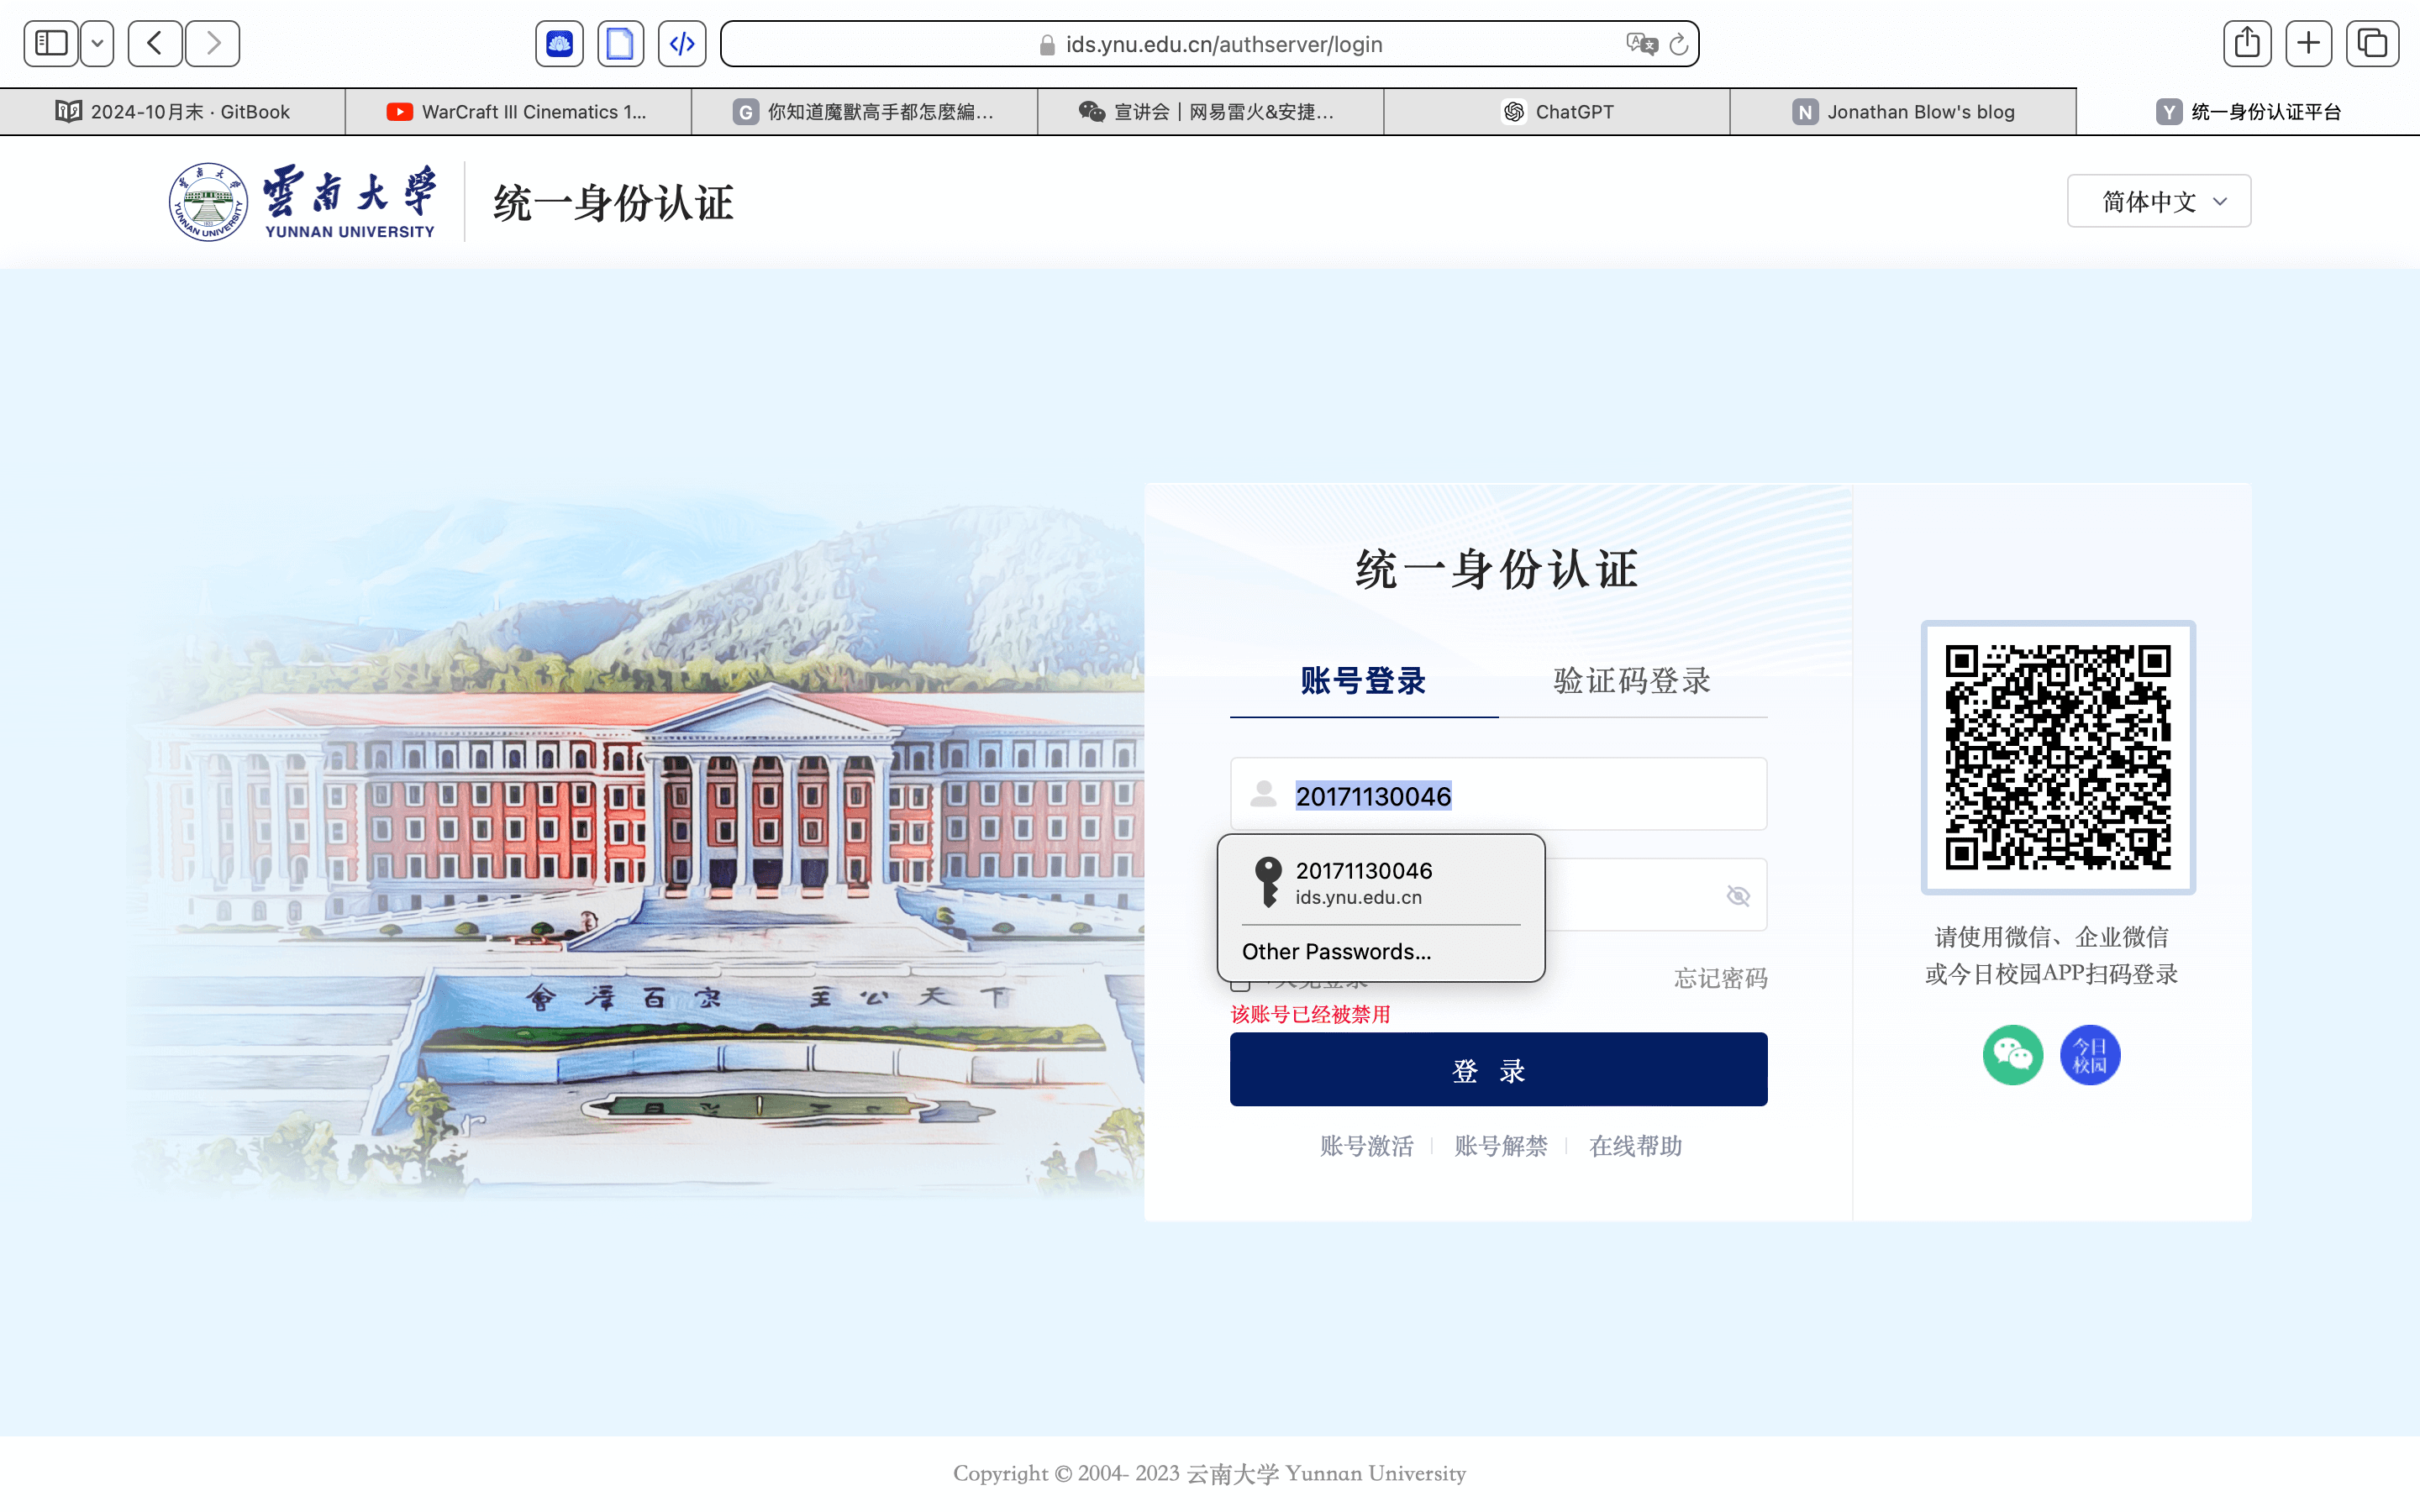 ids.ynu.edu.cn/authserver/login
2024-10月末 · GitBook
WarCraft III Cinematics 1...
G 你知道魔獸高手都怎麼編...
宣讲会 | 网易雷火&安捷...
ChatGPT
N Jonathan Blow's blog
Y 统一身份认证平台
雲南大学
YUNNAN UNIVERSITY
统一身份认证
简体中文
统一身份认证
账号登录
验证码登录
20171130046
20171130046
ids.ynu.edu.cn
Other Passwords...
忘记密码
该账号已经被禁用
登 录
账号激活
账号解禁
在线帮助
请使用微信、企业微信
或今日校园APP扫码登录
今日
校园
會澤百家 至公天下
Copyright © 2004- 2023 云南大学 Yunnan University